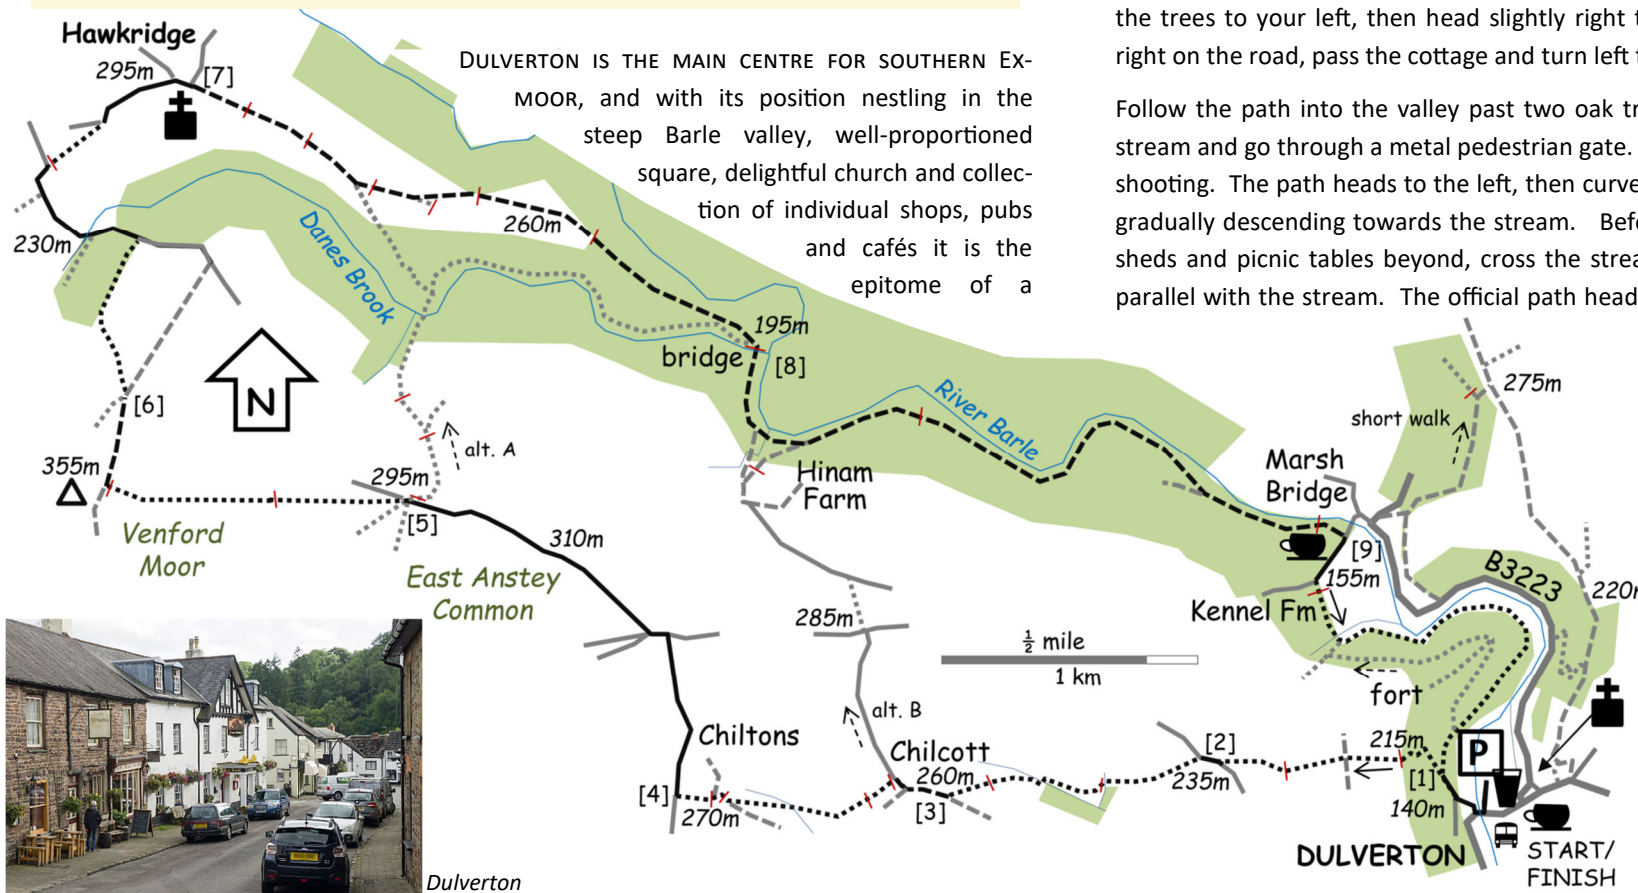 DULVERTON IS THE MAIN CENTRE FOR SOUTHERN EX-
MOOR, and with its position nestling in the
steep Barle valley, well-proportioned
square, delightful church and collec-
tion of individual shops, pubs
and cafés it is the
epitome of a
the trees to your left, then head slightly right
right on the road, pass the cottage and turn left
Follow the path into the valley past two oak
stream and go through a metal pedestrian gate.
shooting. The path heads to the left, then
gradually descending towards the stream.
sheds and picnic tables beyond, cross the
parallel with the stream. The official path
Hawkridge
295m
[7]
230m
Danes Brook
260m
195m
bridge
[8]
N
[6]
355m
Venford
Moor
alt. A
295m
[5]
310m
East Anstey
Common
Hinam
Farm
River Barle
Marsh
Bridge
short walk
275m
[9]
155m
Kennel Fm
B3223
220m
285m
½ mile
1 km
fort
alt. B
Chiltons
Chilcott
260m
[4]
270m
[3]
[2]
235m
215m
[1]
P
140m
DULVERTON
START/
FINISH
Dulverton